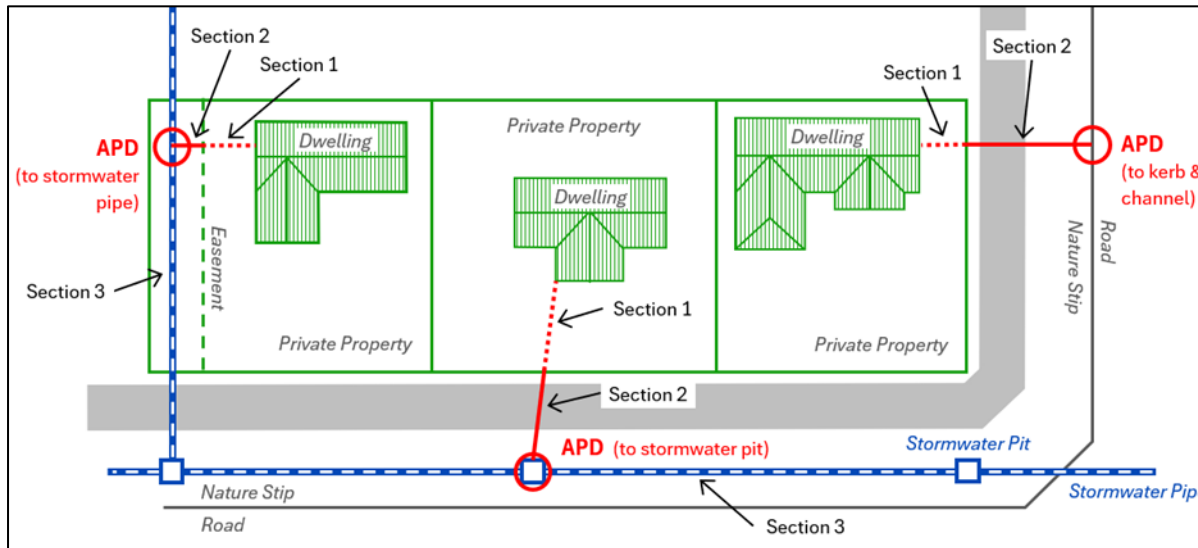 Section 2
Section 1
Section 1
Section 2
Private Property
Dwelling
Dwelling
Dwelling
APD
(to stormwater
pipe)
APD
(to kerb &
channel)
Easement
Nature Stip
Road
Section 3
Section 1
Private Property
Private Property
Section 2
APD (to stormwater pit)
Stormwater Pit
Nature Stip
Stormwater Pip
Road
Section 3